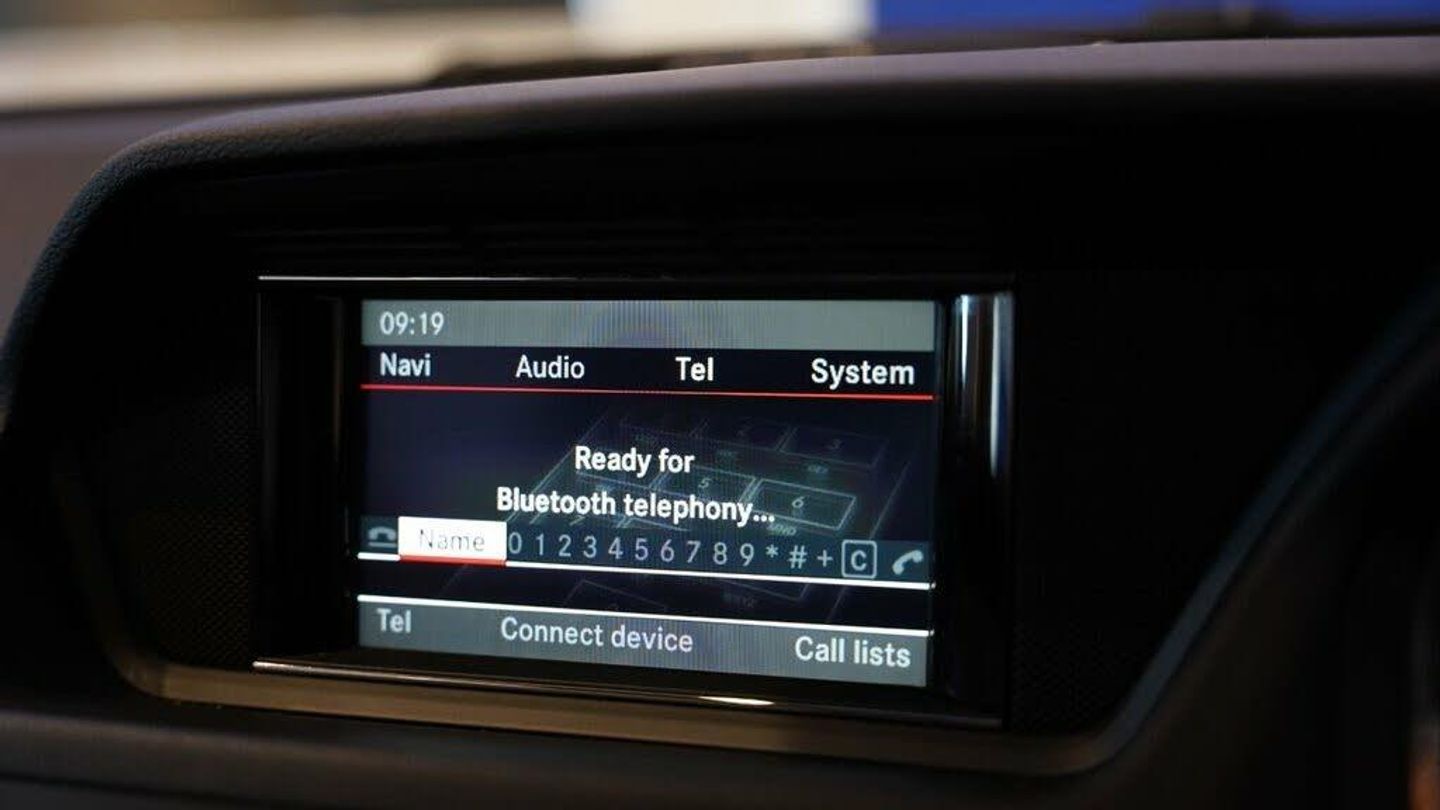 09:19
Navi Audio Tel System
Ready for
Bluetooth telephony...
Name 0 1 2 3 4 5 6 7 8 9 * # + C
Tel Connect device Call lists